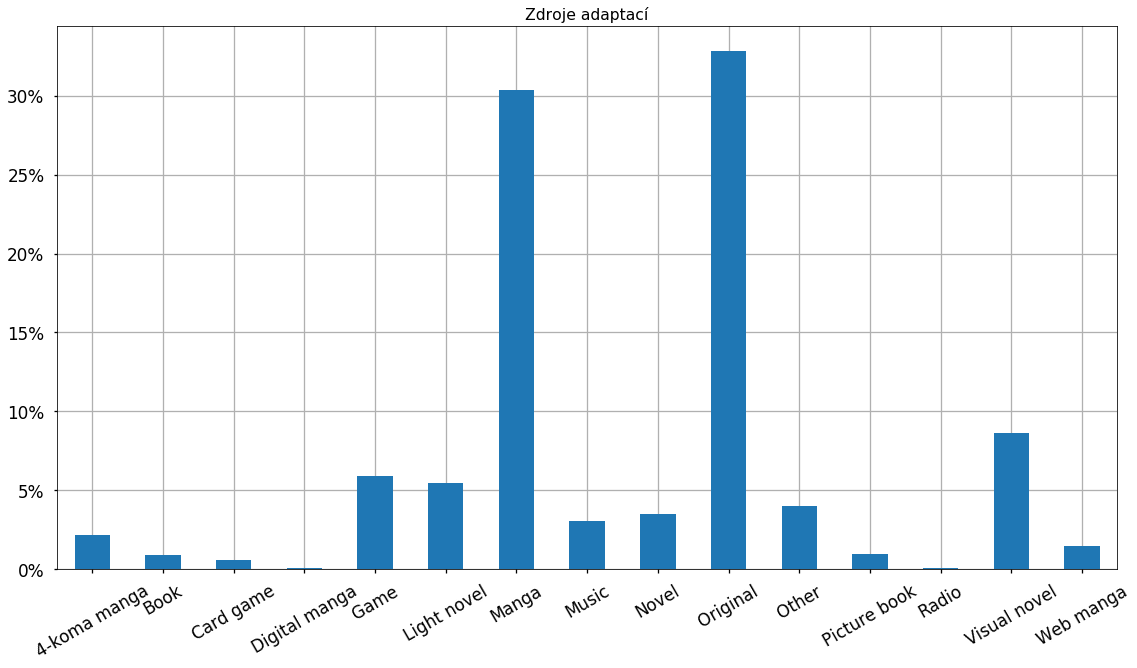 Zdroje adaptací
30%
25%
20%
15%
10%
5%
0%
4-koma manga
Book
Card game
Digital manga
Game
Light novel
Manga
Music
Novel
Original
Other
Picture book
Radio
Visual novel
Web manga